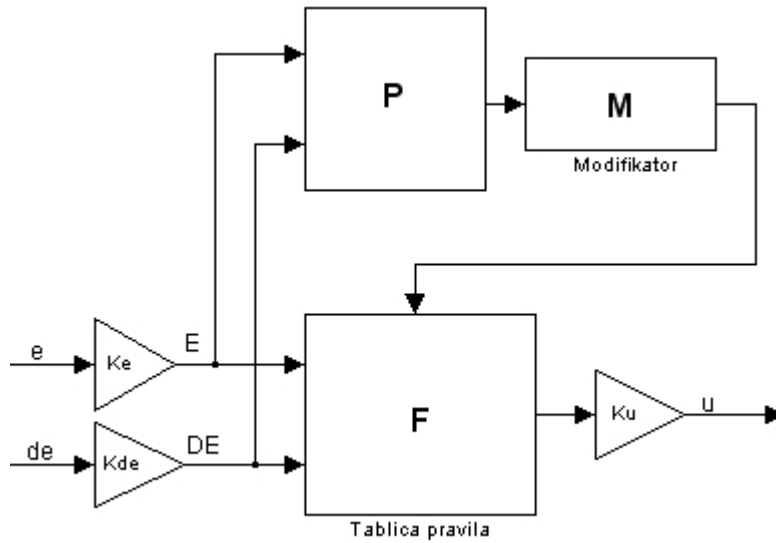 P
M
Modifikator
e
Ke
E
de
Kde
DE
F
Ku
u
Tablica pravila